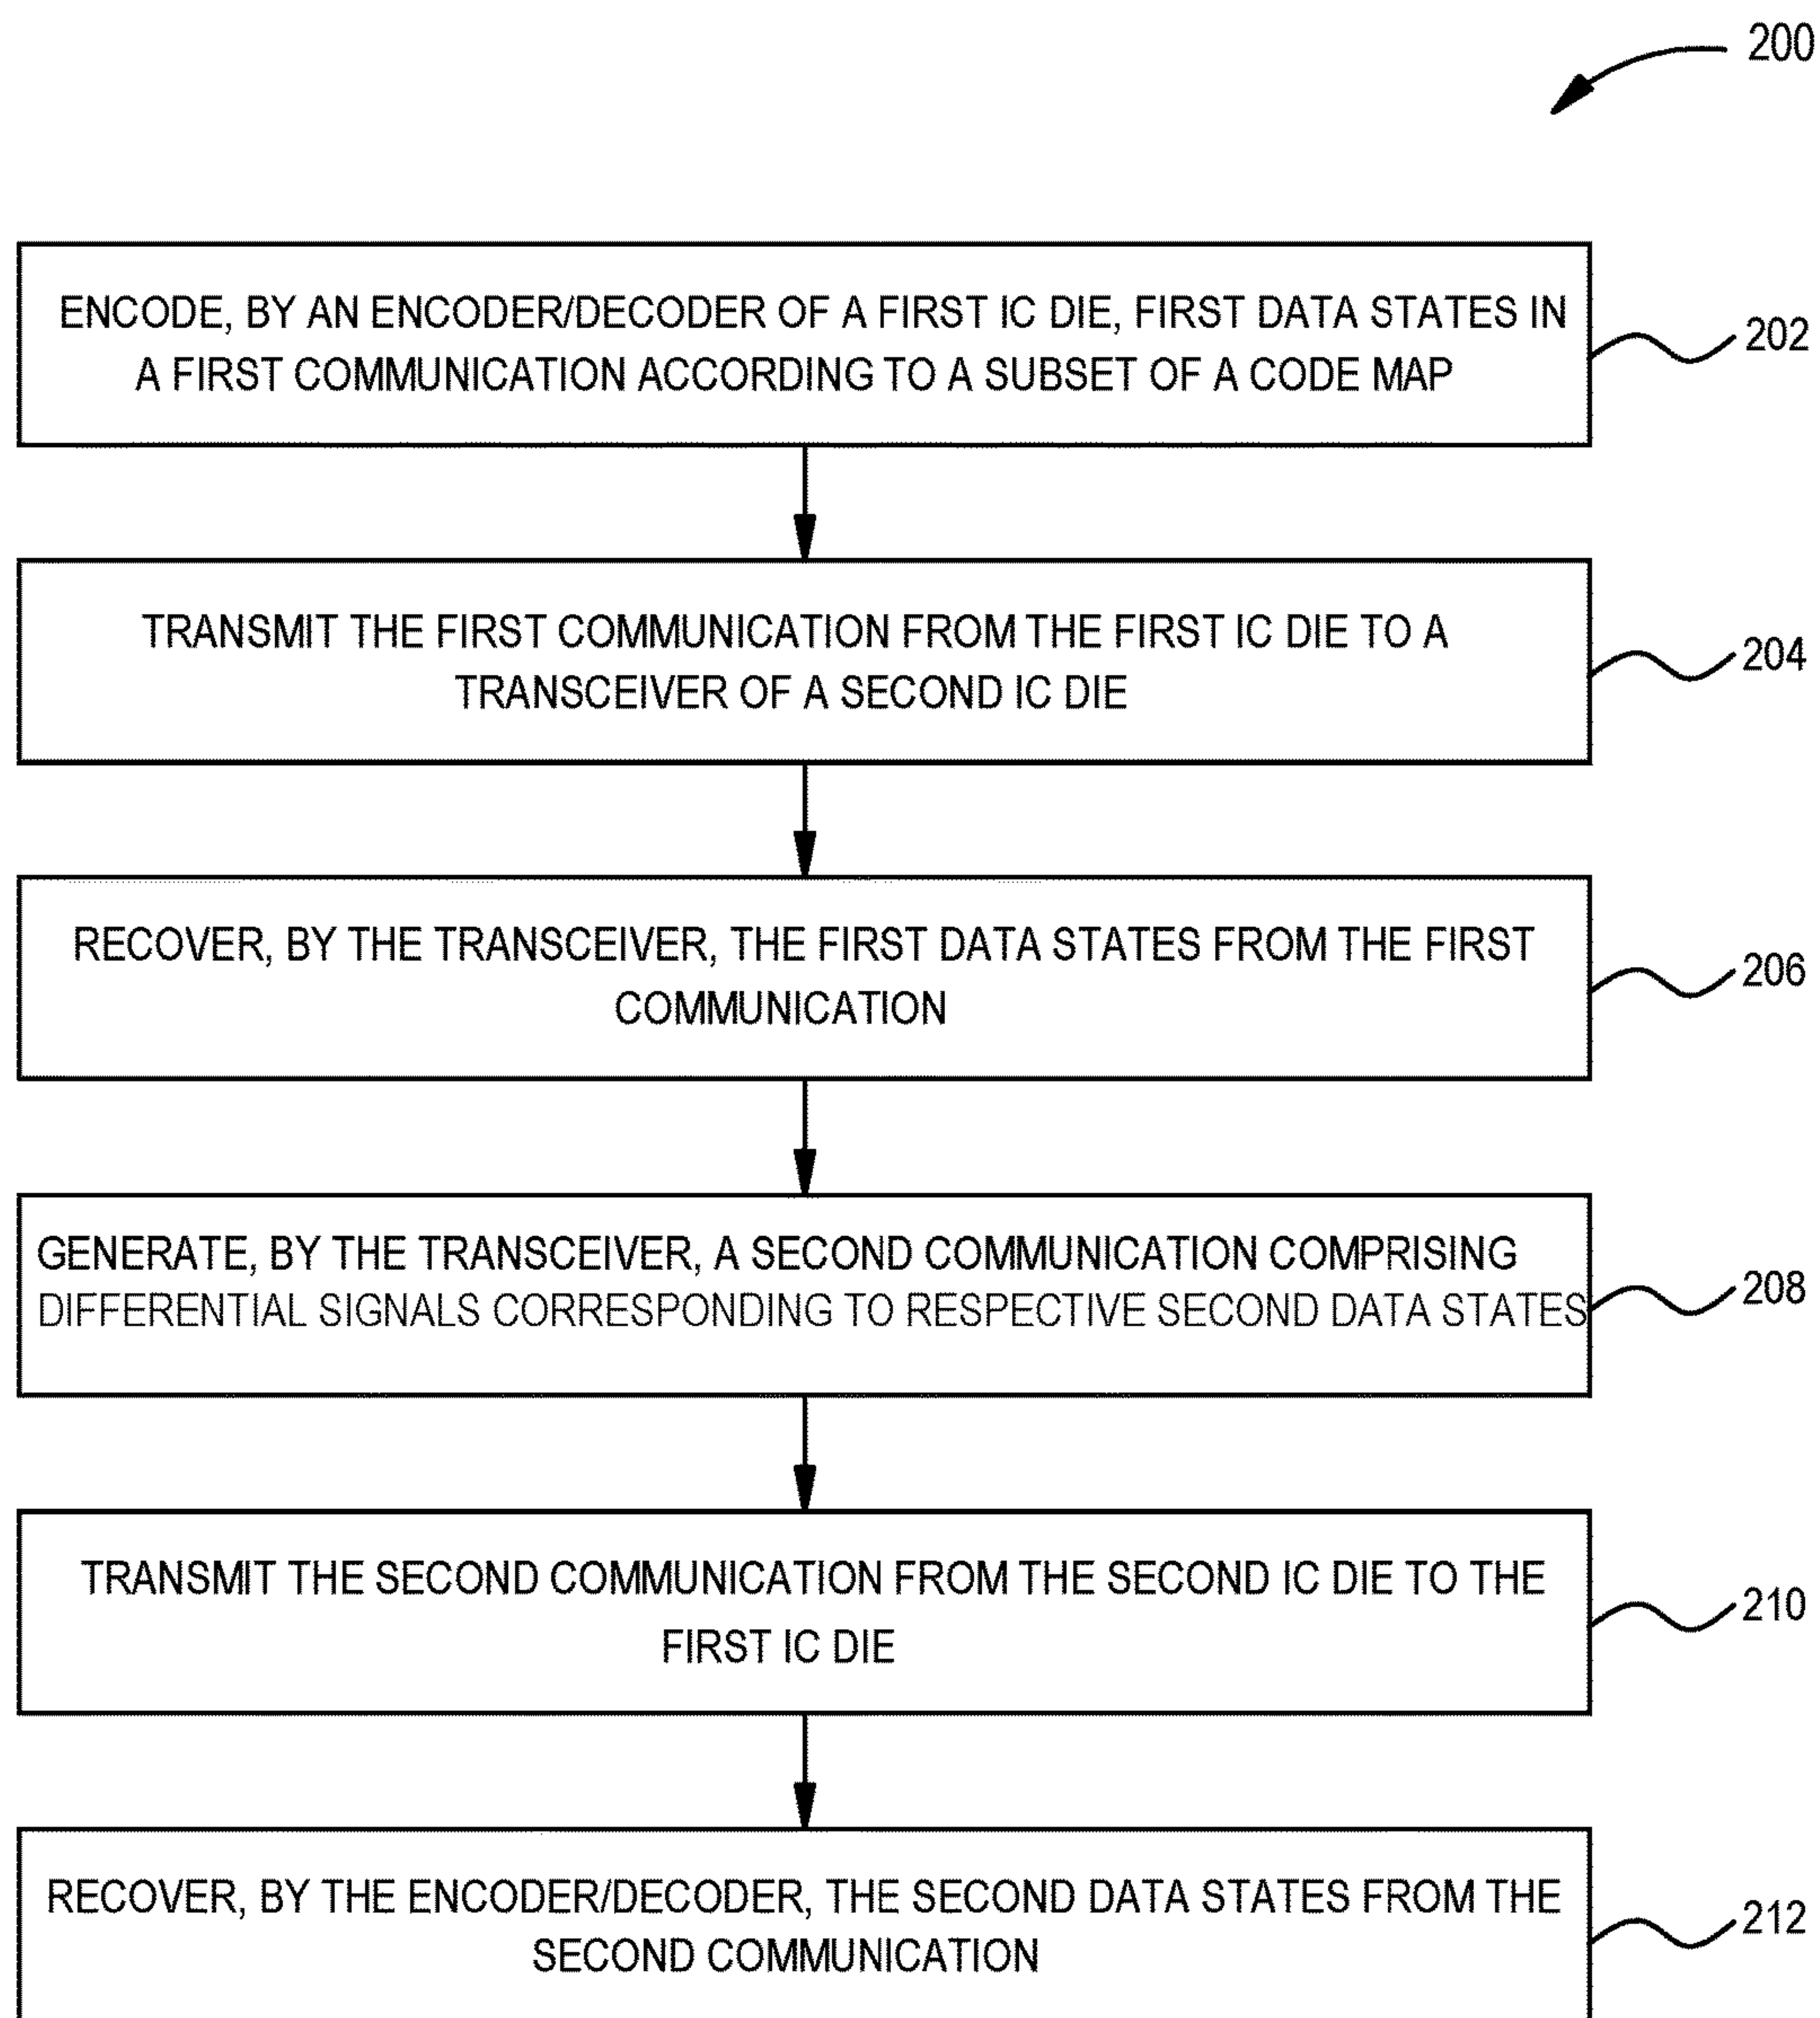 200
ENCODE, BY AN ENCODER/DECODER OF A FIRST IC DIE, FIRST DATA STATES IN
A FIRST COMMUNICATION ACCORDING TO A SUBSET OF A CODE MAP
202
TRANSMIT THE FIRST COMMUNICATION FROM THE FIRST IC DIE TO A
TRANSCEIVER OF A SECOND IC DIE
204
RECOVER, BY THE TRANSCEIVER, THE FIRST DATA STATES FROM THE FIRST
COMMUNICATION
206
GENERATE, BY THE TRANSCEIVER, A SECOND COMMUNICATION COMPRISING
DIFFERENTIAL SIGNALS CORRESPONDING TO RESPECTIVE SECOND DATA STATES
208
TRANSMIT THE SECOND COMMUNICATION FROM THE SECOND IC DIE TO THE
FIRST IC DIE
210
RECOVER, BY THE ENCODER/DECODER, THE SECOND DATA STATES FROM THE
SECOND COMMUNICATION
212